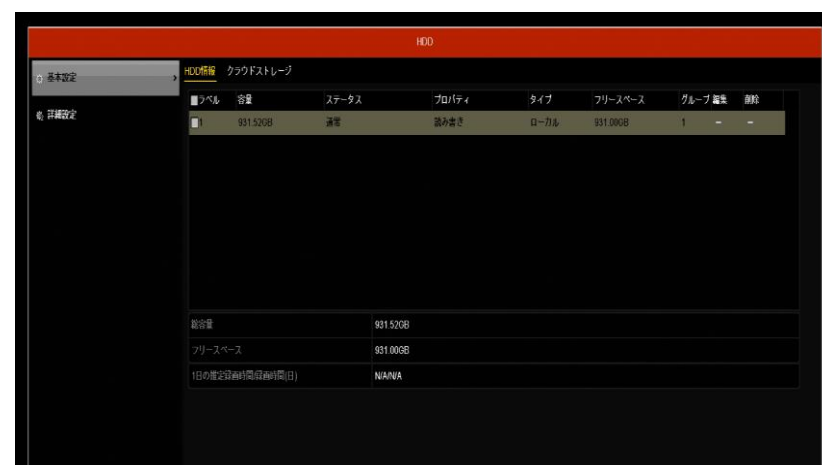 HDD
基本設定
詳細設定
HDD情報 クラウドストレージ
ラベル 容量 ステータス プロパティ タイプ フリースペース グループ 編集 削除
1 931.52GB 通常 読み書き ローカル 931.00GB 1 – –
総容量 931.52GB
フリースペース 931.00GB
1日の推定録画時間/録画時間(日) N/A/N/A